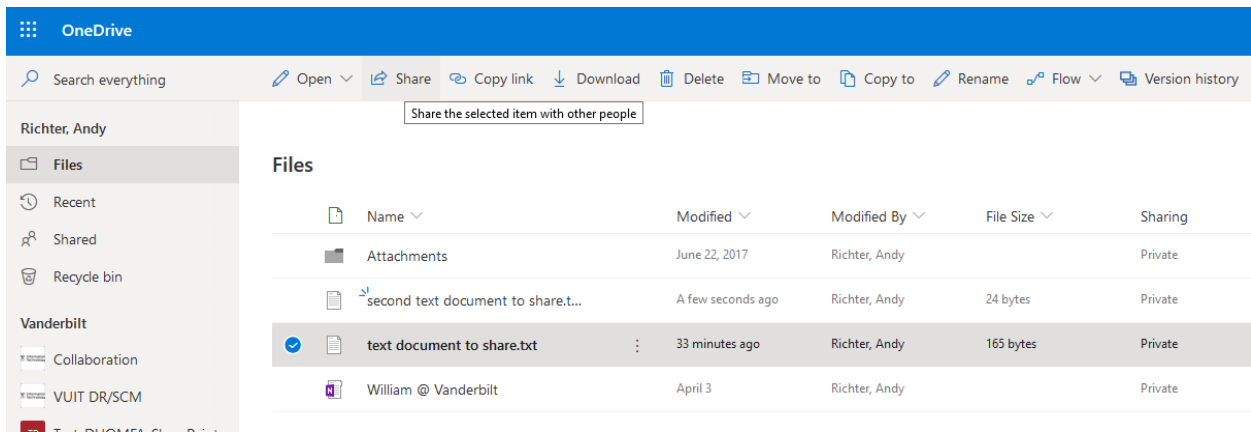 OneDrive
Search everything
Open Share Copy link Download Delete Move to Copy to Rename Flow Version history
Share the selected item with other people
Richter, Andy
Files
Recent
Shared
Recycle bin
Vanderbilt
Collaboration
VUIT DR/SCM
Files
Name Modified Modified By File Size Sharing
Attachments June 22, 2017 Richter, Andy Private
second text document to share.t... A few seconds ago Richter, Andy 24 bytes Private
text document to share.txt 33 minutes ago Richter, Andy 165 bytes Private
William @ Vanderbilt April 3 Richter, Andy Private